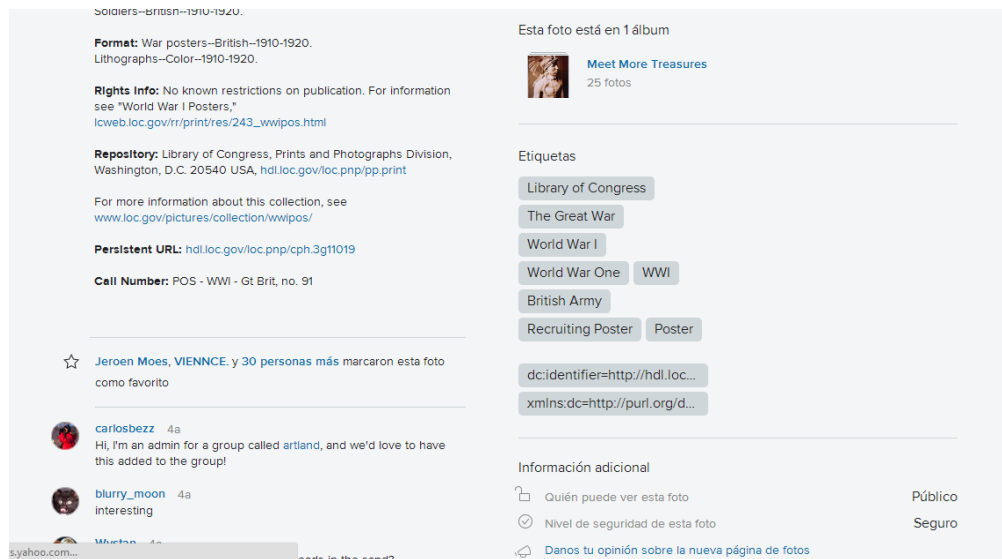 Soldiers--British--1910-1920.
Format: War posters--British--1910-1920.
Lithographs--Color--1910-1920.
Rights Info: No known restrictions on publication. For information
see "World War I Posters,"
lcweb.loc.gov/rr/print/res/243_wwipos.html
Repository: Library of Congress, Prints and Photographs Division,
Washington, D.C. 20540 USA, hdl.loc.gov/loc.pnp/pp.print
For more information about this collection, see
www.loc.gov/pictures/collection/wwipos/
Persistent URL: hdl.loc.gov/loc.pnp/cph.3g11019
Call Number: POS - WWI - Gt Brit, no. 91
Jeroen Moes, VIENNCE. y 30 personas más marcaron esta foto
como favorito
carlosbezz 4a
Hi, I'm an admin for a group called artland, and we'd love to have
this added to the group!
blurry_moon 4a
interesting
Wystan 4a
s.yahoo.com...
in the sand?
Esta foto está en 1 álbum
Meet More Treasures
25 fotos
Etiquetas
Library of Congress
The Great War
World War I
World War One WWI
British Army
Recruiting Poster Poster
dc:identifier=http://hdl.loc...
xmlns:dc=http://purl.org/d...
Información adicional
Quién puede ver esta foto Público
Nivel de seguridad de esta foto Seguro
Danos tu opinión sobre la nueva página de fotos